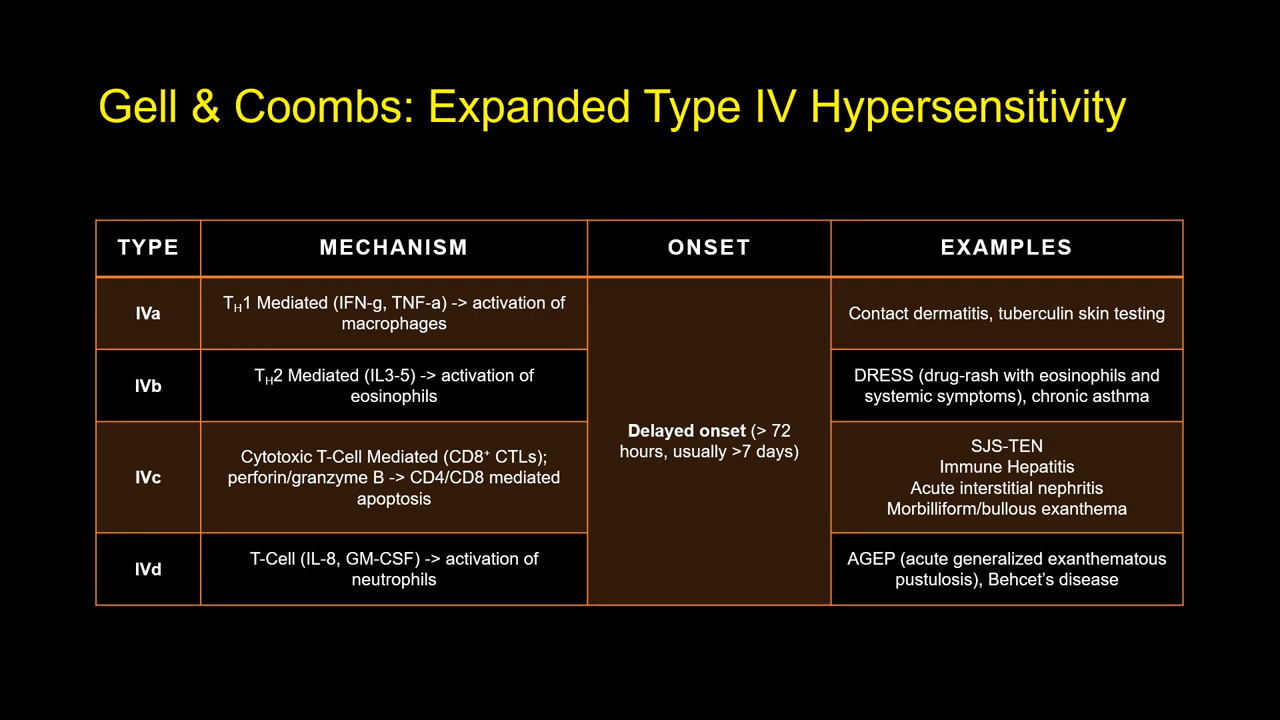 Gell & Coombs: Expanded Type IV Hypersensitivity
TYPE
MECHANISM
ONSET
EXAMPLES
IVa
TH1 Mediated (IFN-g, TNF-a) -> activation of
macrophages
Contact dermatitis, tuberculin skin testing
IVb
TH2 Mediated (IL3-5) -> activation of
eosinophils
DRESS (drug-rash with eosinophils and
systemic symptoms), chronic asthma
Delayed onset (> 72
hours, usually >7 days)
IVc
Cytotoxic T-Cell Mediated (CD8+ CTLs);
perforin/granzyme B -> CD4/CD8 mediated
apoptosis
SJS-TEN
Immune Hepatitis
Acute interstitial nephritis
Morbilliform/bullous exanthema
IVd
T-Cell (IL-8, GM-CSF) -> activation of
neutrophils
AGEP (acute generalized exanthematous
pustulosis), Behcet's disease